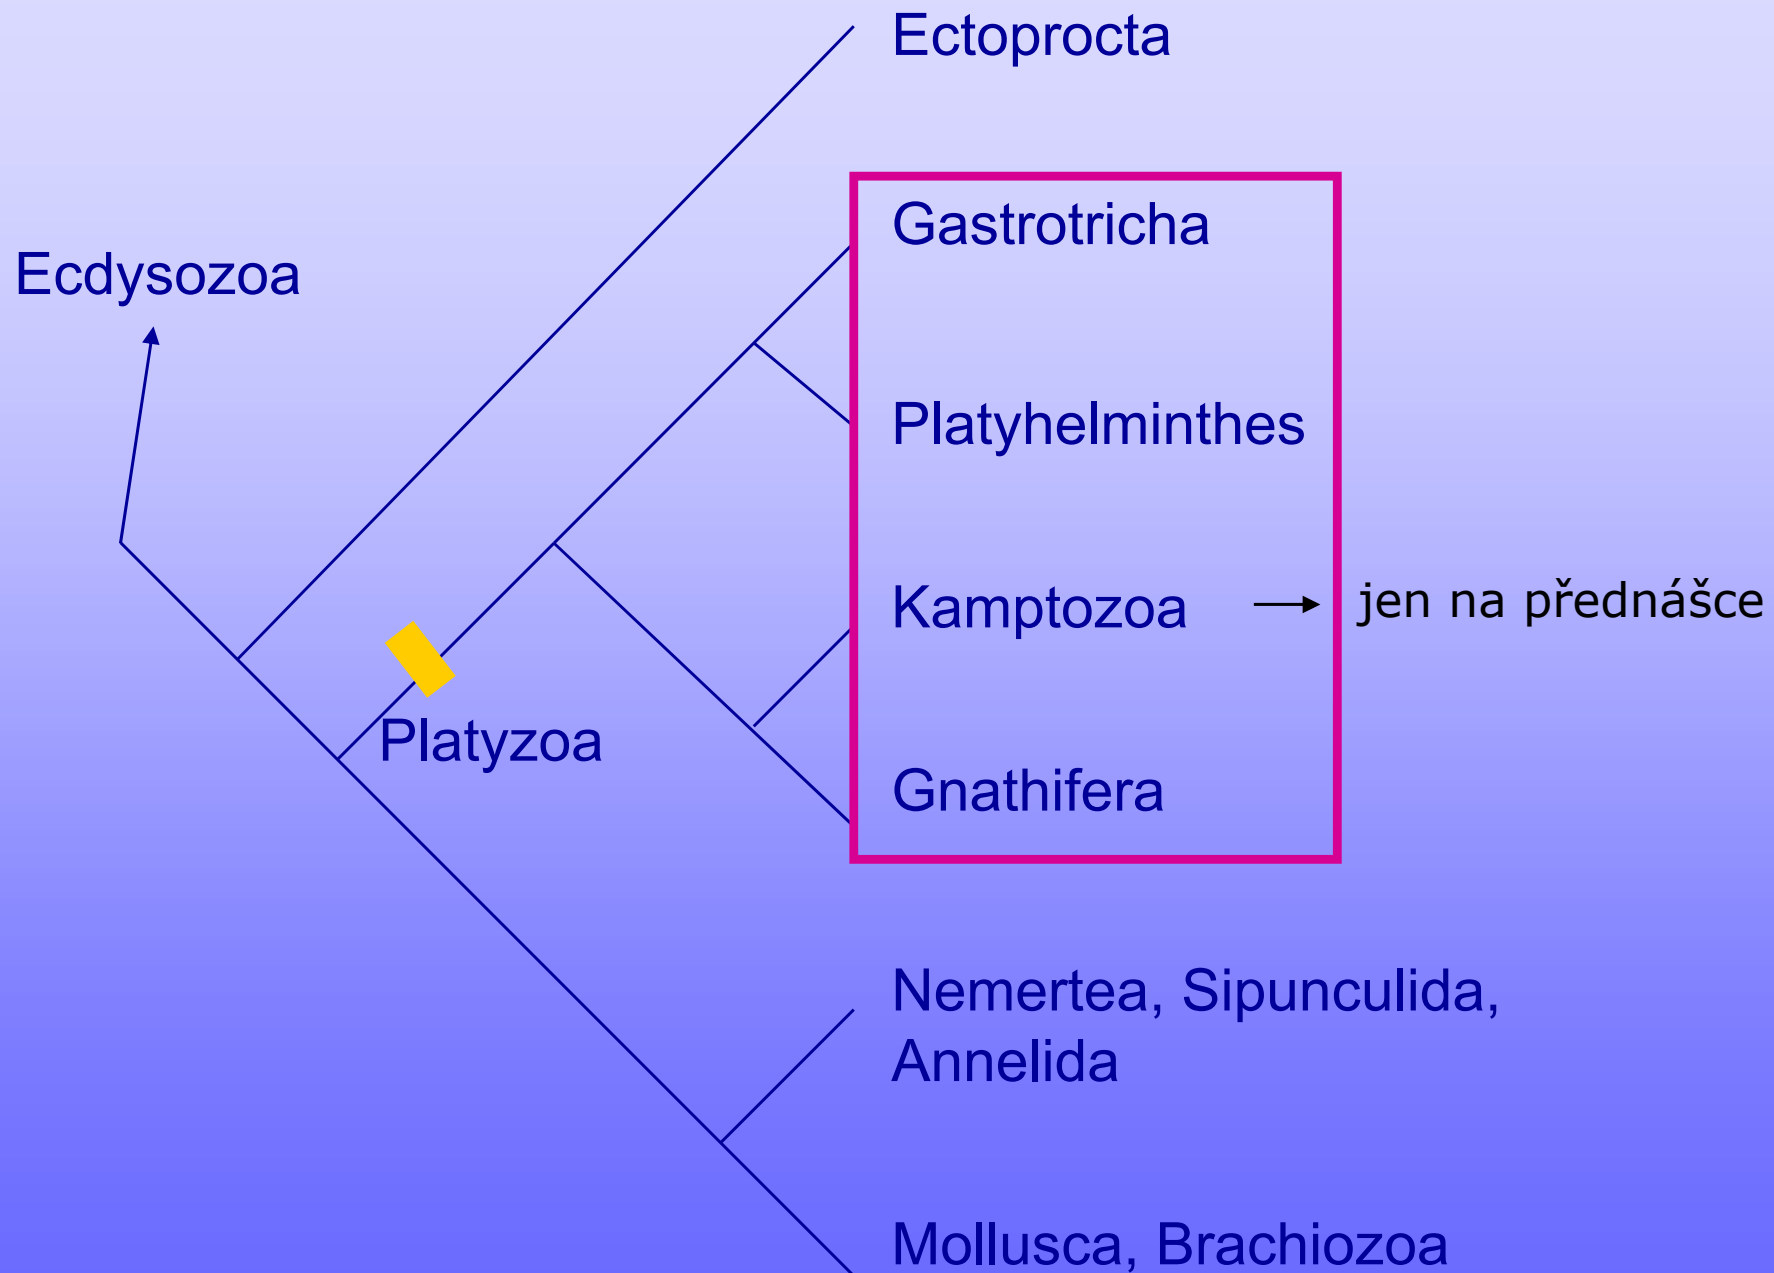 Ectoprocta
Gastrotricha
Ecdysozoa
Platyhelminthes
Kamptozoa
jen na přednášce
Platyzoa
Gnathifera
Nemertea, Sipunculida,
Annelida
Mollusca, Brachiozoa